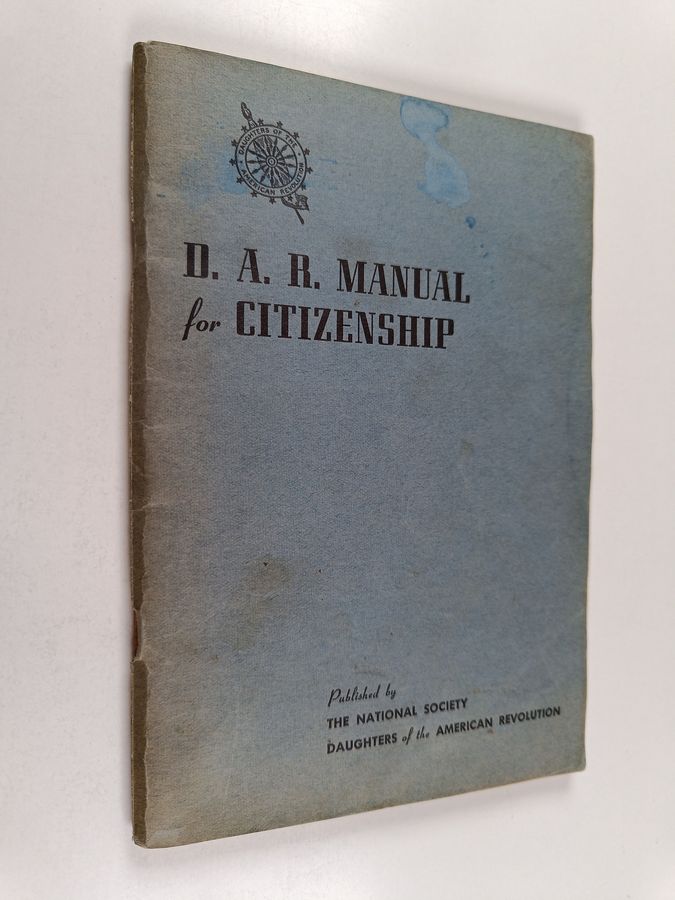 DAUGHTERS OF THE
AMERICAN REVOLUTION
D. A. R. MANUAL
for CITIZENSHIP
Published by
THE NATIONAL SOCIETY
DAUGHTERS of the AMERICAN REVOLUTION